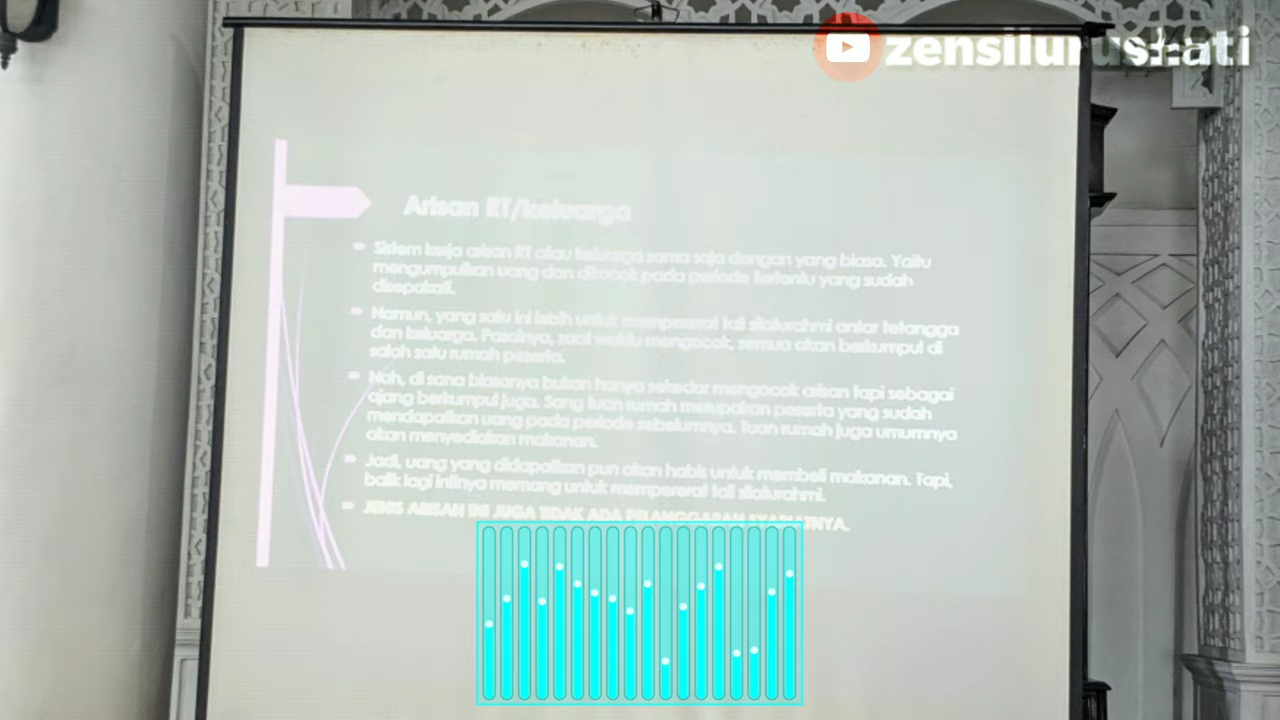 zensilurushati
Arisan RT/keluarga
Sistem kerja arisan RT atau keluarga sama saja dengan yang biasa. Yaitu
mengumpulkan uang dan dikocok pada periode tertentu yang sudah
disepakati.
Namun, yang satu ini lebih untuk mempererat tali silaturahmi antar tetangga
dan keluarga. Pasalnya, saat waktu mengocok, semua akan berkumpul di
salah satu rumah peserta.
Nah, di sana biasanya bukan hanya sekedar mengocok arisan tapi sebagai
ajang berkumpul juga. Sang tuan rumah merupakan peserta yang sudah
mendapatkan uang pada periode sebelumnya. Tuan rumah juga umumnya
akan menyediakan makanan.
Jadi, uang yang didapatkan pun akan habis untuk membeli makanan. Tapi,
balik lagi intinya memang untuk mempererat tali silaturahmi.
JENIS ARISAN INI JUGA TIDAK ADA PELANGGARAN SYARIATNYA.